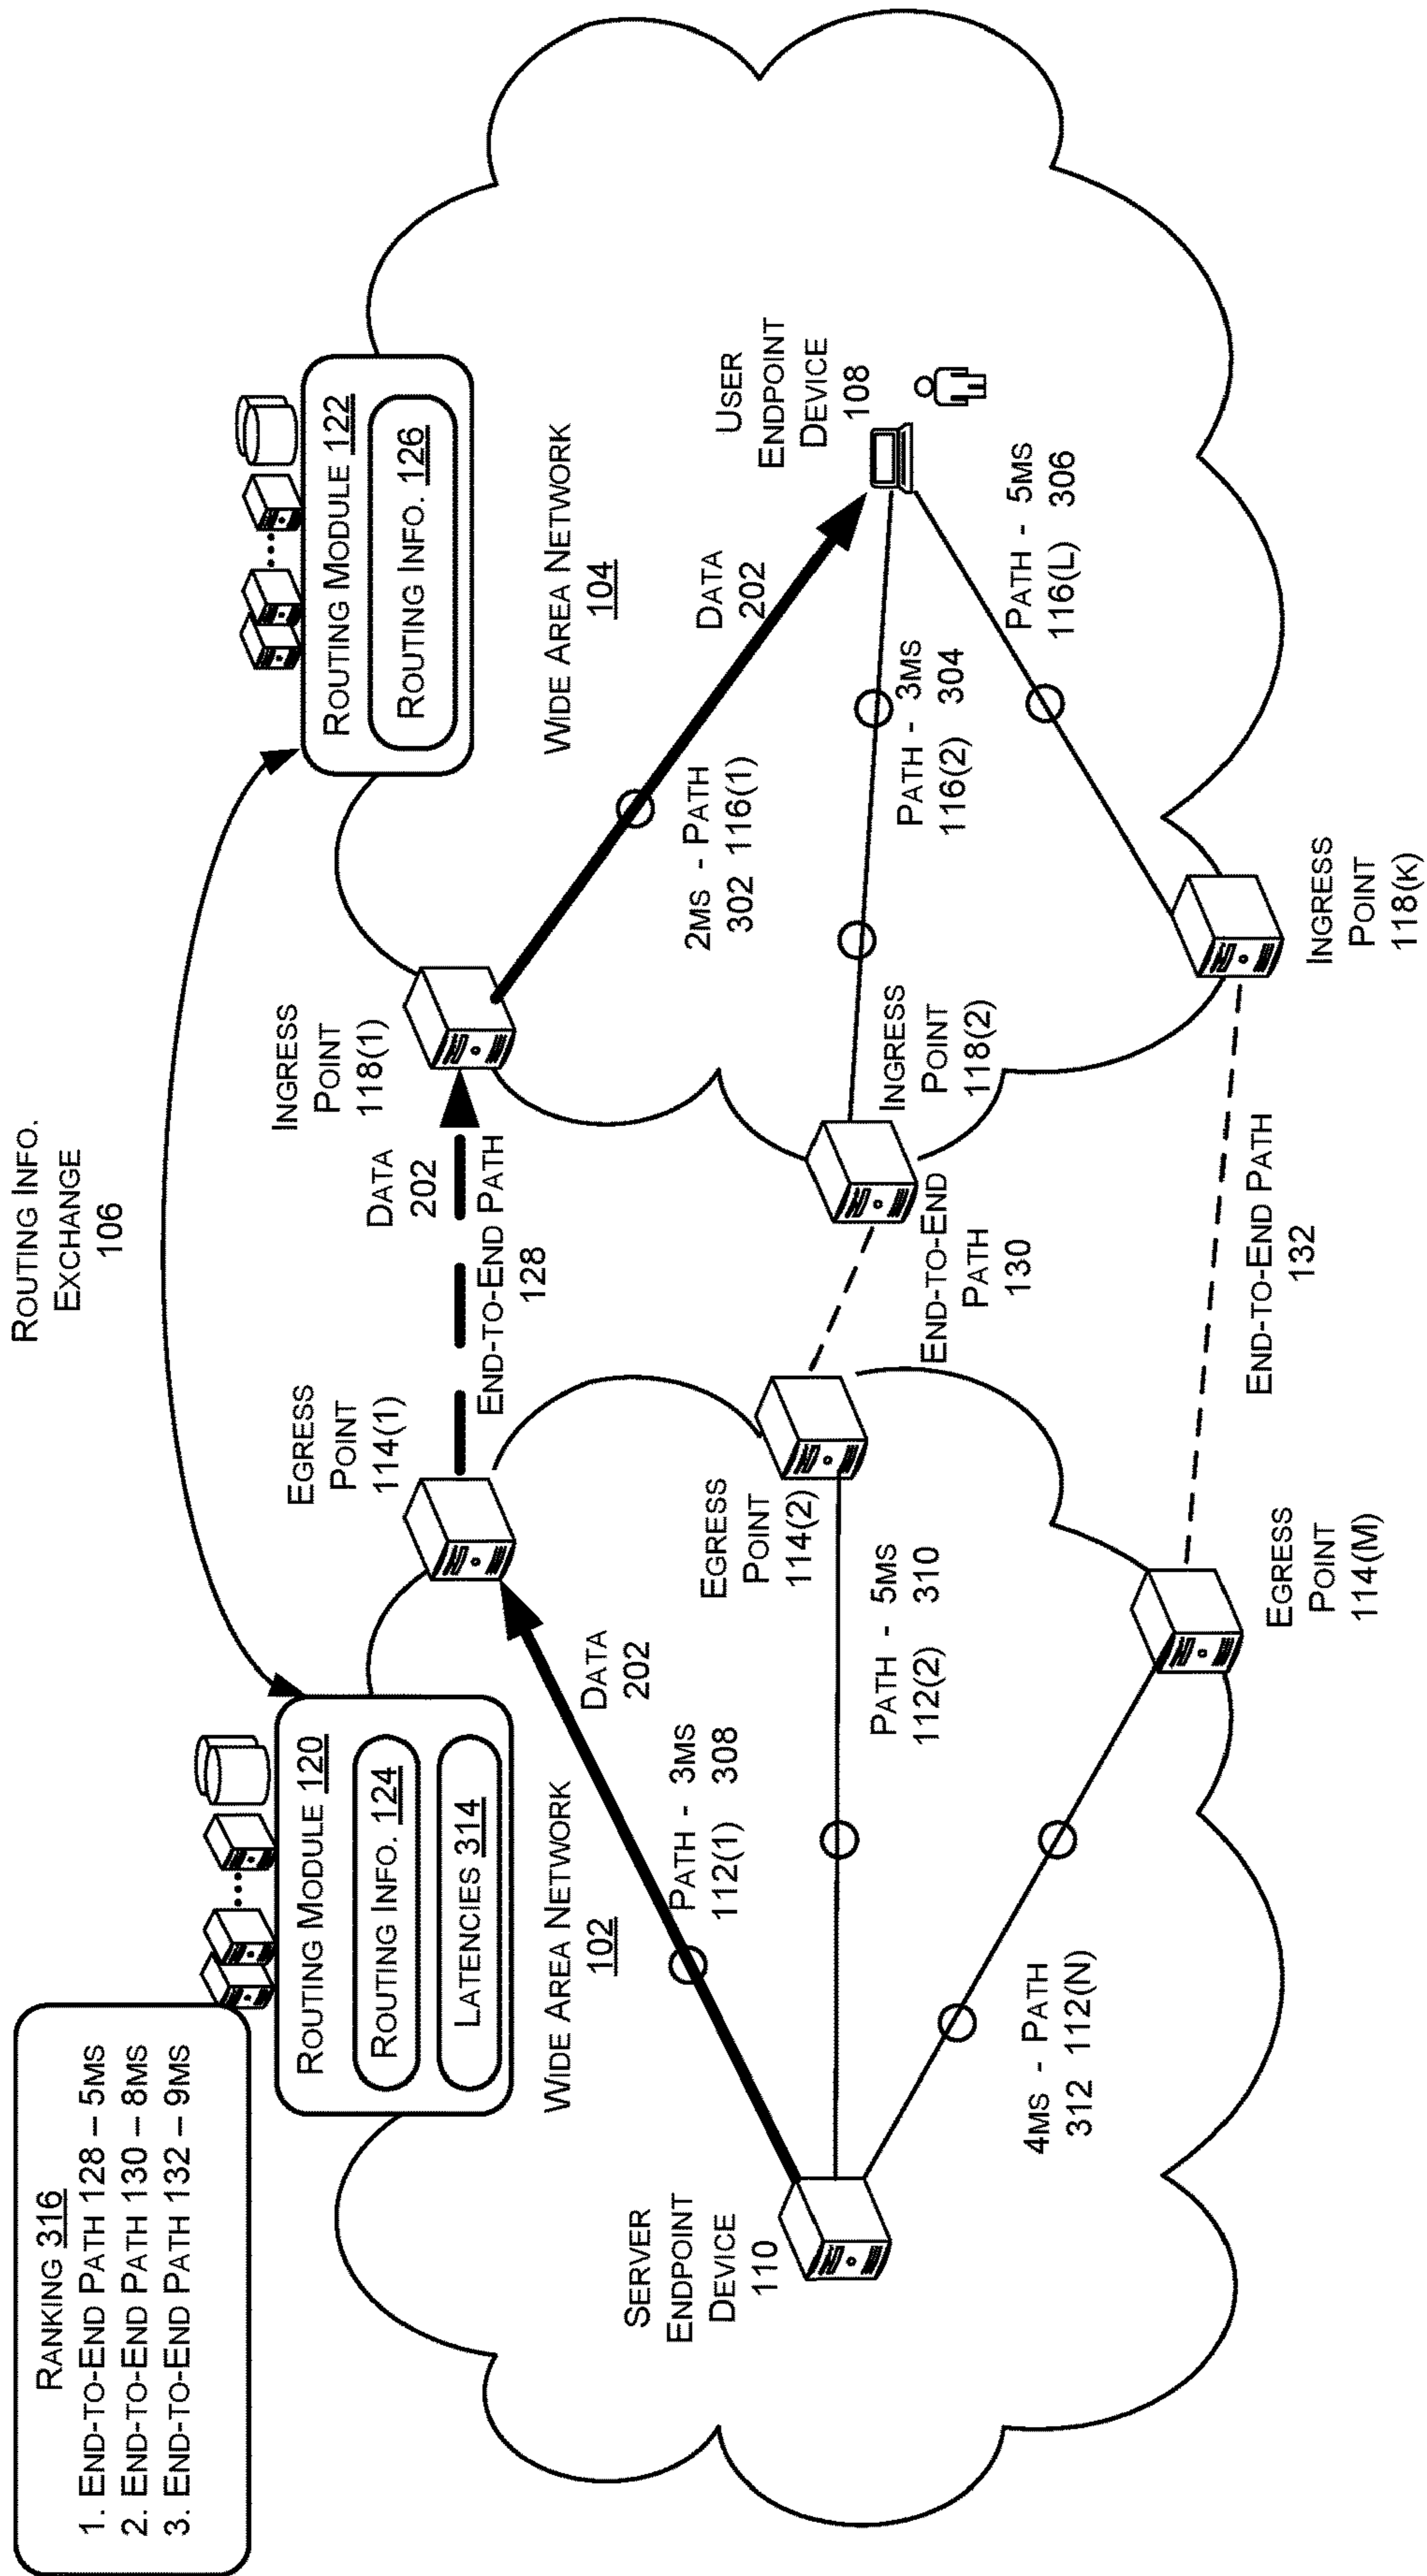 RANKING 316
1. END-TO-END PATH 128 – 5MS
2. END-TO-END PATH 130 – 8MS
3. END-TO-END PATH 132 – 9MS
ROUTING INFO.
EXCHANGE
106
ROUTING MODULE 120
ROUTING INFO. 124
LATENCIES 314
WIDE AREA NETWORK
102
ROUTING MODULE 122
ROUTING INFO. 126
WIDE AREA NETWORK
104
EGRESS
POINT
114(1)
DATA
202
END-TO-END PATH
128
INGRESS
POINT
118(1)
SERVER
ENDPOINT
DEVICE
110
PATH - 3MS
112(1) 308
DATA
202
EGRESS
POINT
114(2)
PATH - 5MS
112(2) 310
4MS - PATH
312 112(N)
EGRESS
POINT
114(M)
END-TO-END
PATH
130
INGRESS
POINT
118(2)
END-TO-END PATH
132
INGRESS
POINT
118(K)
2MS - PATH
302 116(1)
DATA
202
PATH - 3MS
116(2) 304
PATH - 5MS
116(L) 306
USER
ENDPOINT
DEVICE
108